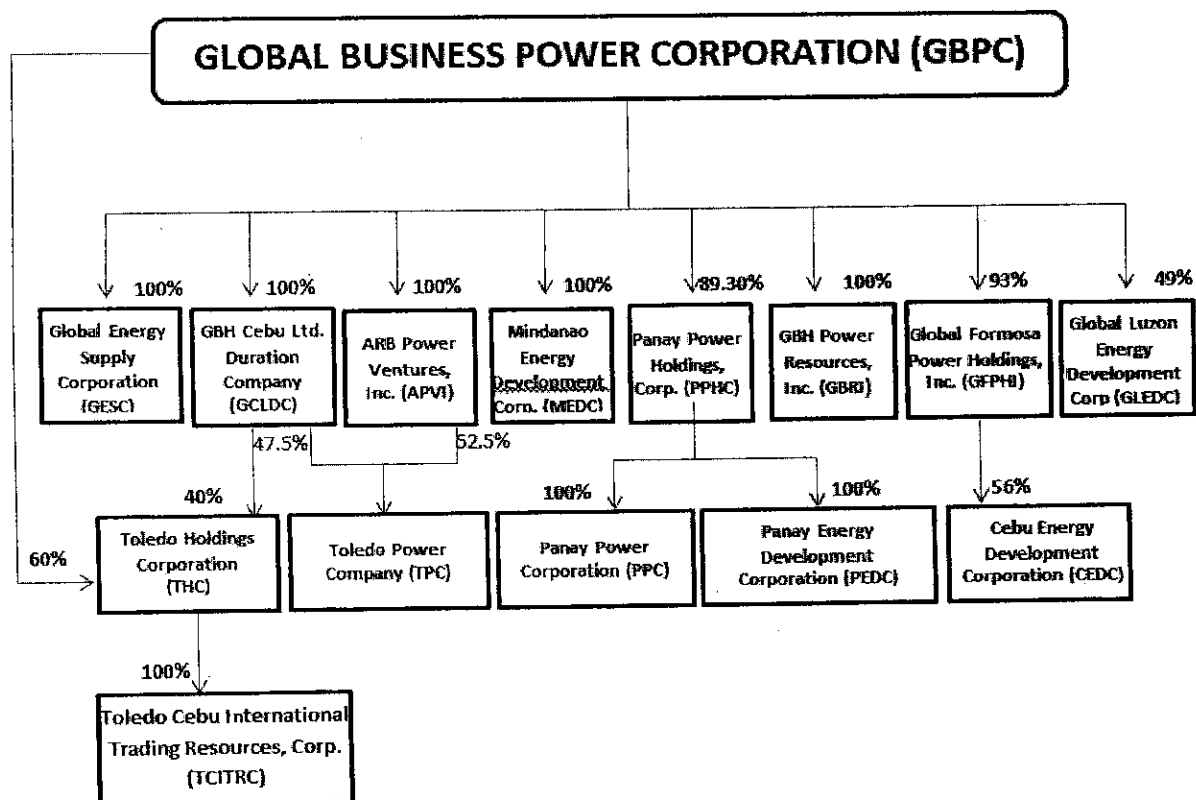 GLOBAL BUSINESS POWER CORPORATION (GBPC)
100%
100%
100%
100%
89.30%
100%
93%
49%
Global Energy
Supply
Corporation
(GESC)
GBH Cebu Ltd.
Duration
Company
(GCLDC)
ARB Power
Ventures,
Inc. (APVI)
Mindanao
Energy
Development
Corp. (MEDC)
Panay Power
Holdings,
Corp. (PPHC)
GBH Power
Resources,
Inc. (GBRI)
Global Formosa
Power Holdings,
Inc. (GFPHI)
Global Luzon
Energy
Development
Corp (GLEDC)
47.5%
52.5%
40%
100%
100%
56%
60%
Toledo Holdings
Corporation
(THC)
Toledo Power
Company (TPC)
Panay Power
Corporation (PPC)
Panay Energy
Development
Corporation (PEDC)
Cebu Energy
Development
Corporation (CEDC)
100%
Toledo Cebu International
Trading Resources, Corp.
(TCITRC)